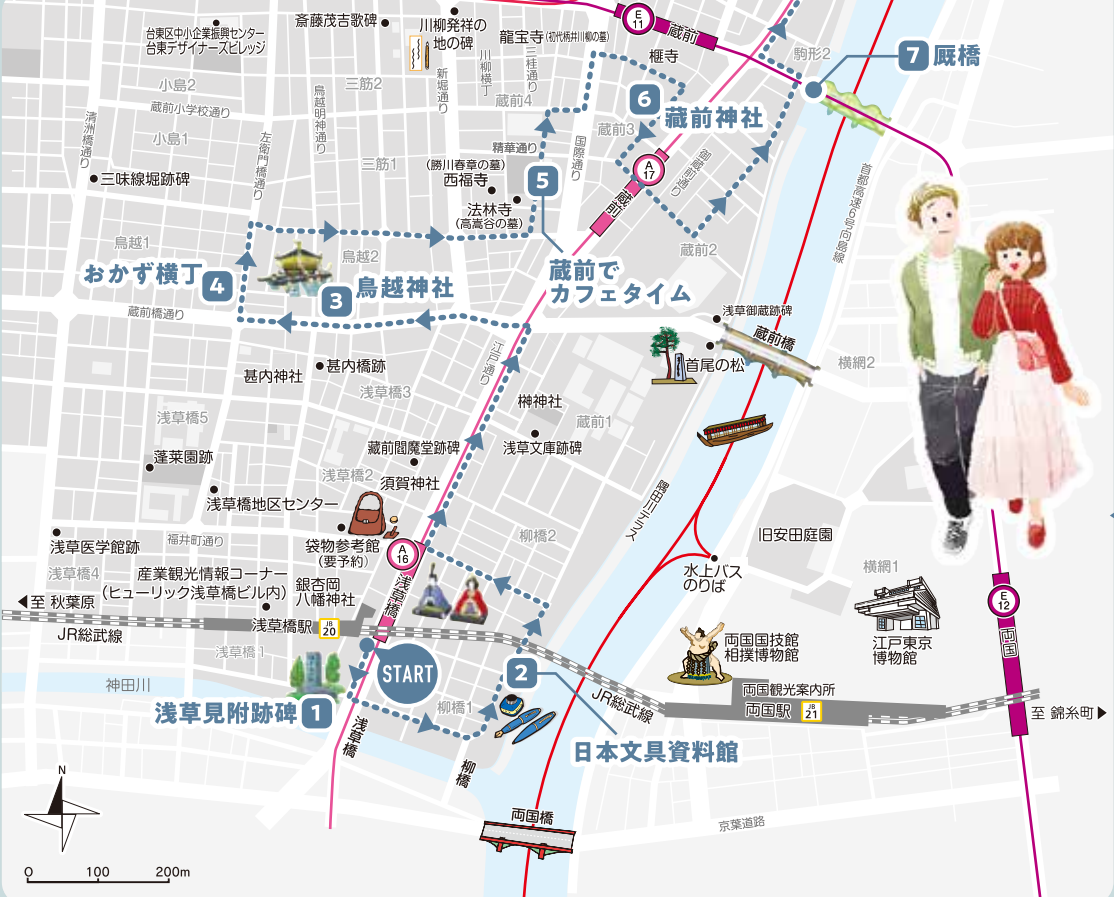 台東区中小企業振興センター
台東デザイナーズビレッジ
斎藤茂吉歌碑
川柳発祥の
地の碑
龍宝寺(初代柄井川柳の墓)
E
11
蔵前
榧寺
駒形2
7 厩橋
小島2
三筋2
川柳横丁
三桂通り
新堀通り
蔵前小学校通り
鳥越明神通り
蔵前4
6
蔵前神社
清洲橋通り
小島1
左衛門橋通り
蔵前3
国際通り
精華通り
三筋1
(勝川春章の墓)
西福寺
A
17
蔵前
御蔵前通り
首都高速6号向島線
三味線堀跡碑
5
法林寺
(高嵩谷の墓)
鳥越1
鳥越2
蔵前2
おかず横丁 4
3 鳥越神社
蔵前で
カフェタイム
蔵前橋通り
浅草御蔵跡碑
蔵前橋
江戸通り
首尾の松
横網2
甚内神社
甚内橋跡
浅草橋3
榊神社
浅草橋5
蔵前1
蔵前閻魔堂跡碑
浅草文庫跡碑
蓬莱園跡
浅草橋2
須賀神社
隅田川テラス
浅草橋地区センター
袋物参考館
(要予約)
A
16
浅草橋
柳橋2
旧安田庭園
浅草医学館跡
福井町通り
浅草橋4
産業観光情報コーナー
(ヒューリック浅草橋ビル内)
銀杏岡
八幡神社
水上バス
のりば
横網1
E
12
両国
至 秋葉原
浅草橋駅
JB
20
JR総武線
江戸東京
博物館
両国国技館
相撲博物館
浅草橋1
START
2
神田川
両国観光案内所
両国駅
JB
21
JR総武線
至 錦糸町
浅草見附跡碑 1
柳橋1
浅草橋
日本文具資料館
柳橋
N
両国橋
京葉道路
0 100 200m